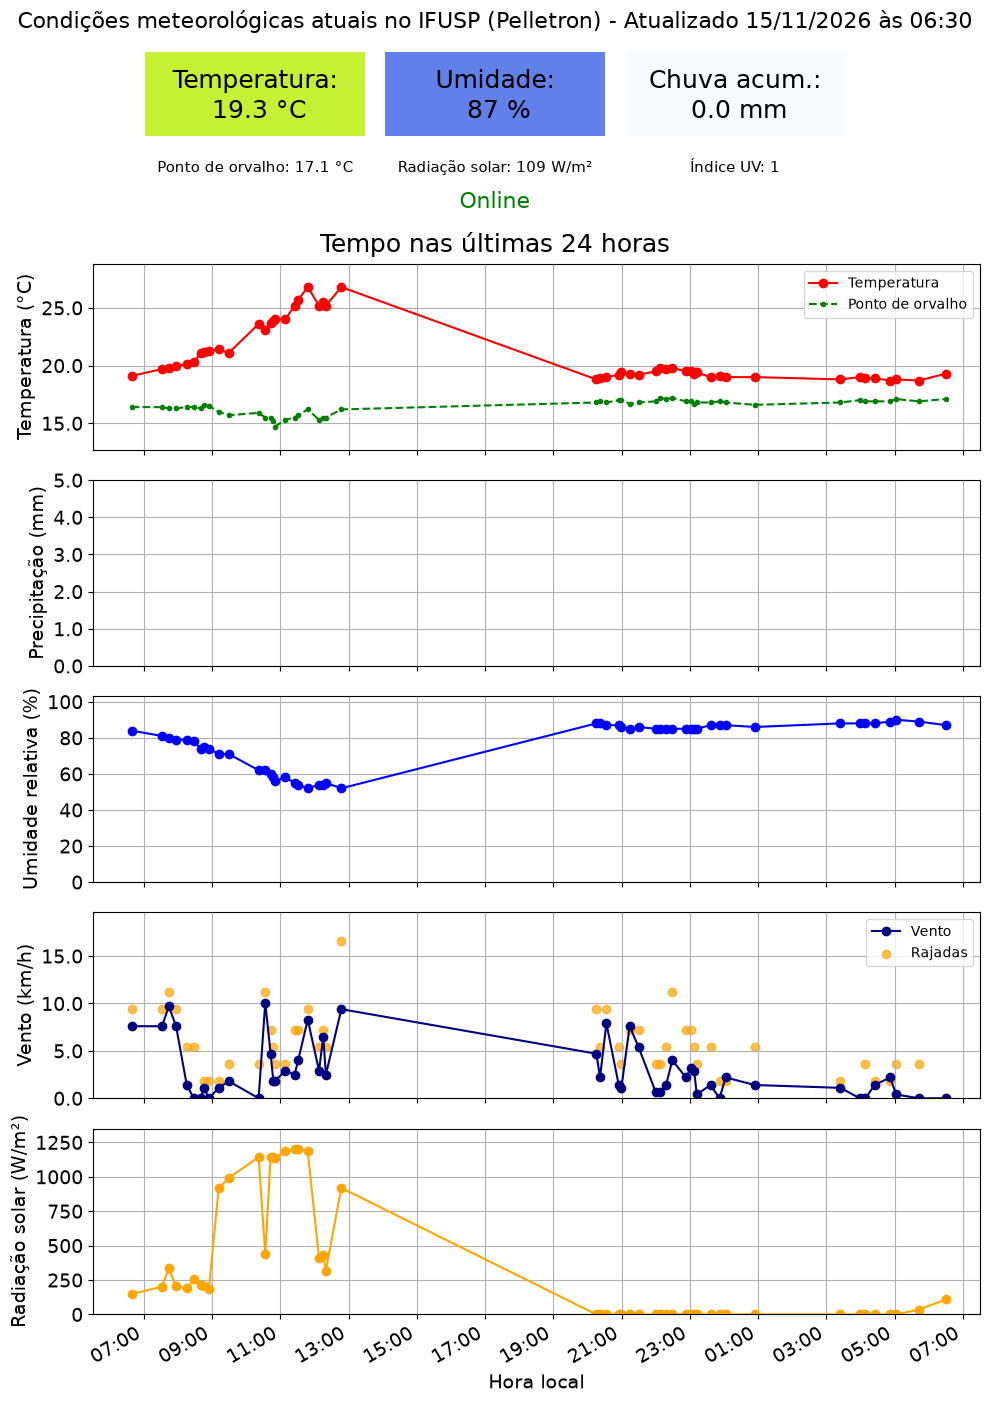 Condições meteorológicas atuais no IFUSP (Pelletron) - Atualizado 15/11/2026 às 06:30
Temperatura:
19.3 °C
Umidade:
87 %
Chuva acum.:
0.0 mm
Ponto de orvalho: 17.1 °C
Radiação solar: 109 W/m²
Índice UV: 1
Online
Tempo nas últimas 24 horas
Temperatura (°C)
25.0
20.0
15.0
Temperatura
Ponto de orvalho
Precipitação (mm)
5.0
4.0
3.0
2.0
1.0
0.0
Umidade relativa (%)
100
80
60
40
20
0
Vento (km/h)
15.0
10.0
5.0
0.0
Vento
Rajadas
Radiação solar (W/m²)
1250
1000
750
500
250
0
07:00
09:00
11:00
13:00
15:00
17:00
19:00
21:00
23:00
01:00
03:00
05:00
07:00
Hora local